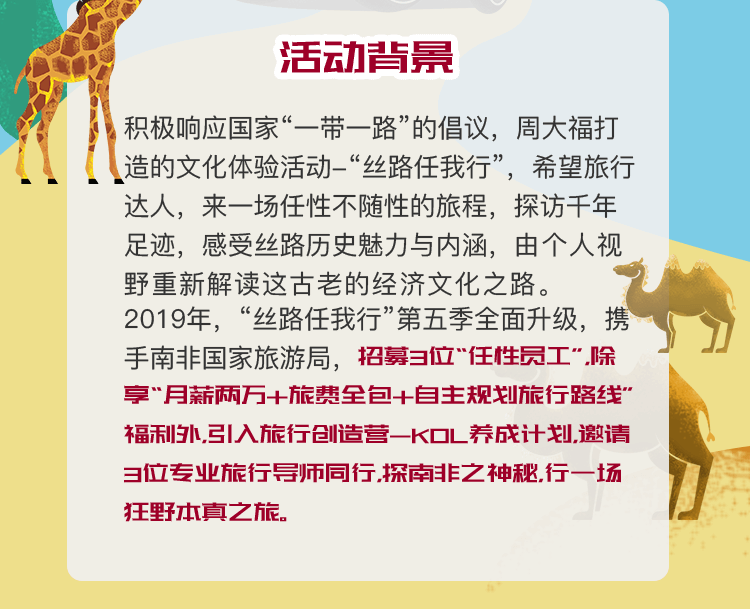 活动背景
积极响应国家“一带一路”的倡议，周大福打
造的文化体验活动-“丝路任我行”，希望旅行
达人，来一场任性不随性的旅程，探访千年
足迹，感受丝路历史魅力与内涵，由个人视
野重新解读这古老的经济文化之路。
2019年，“丝路任我行”第五季全面升级，携
手南非国家旅游局，招募3位“任性员工”,除
享“月薪两万+旅费全包+自主规划旅行路线”
福利外,引入旅行创造营-KOL养成计划,邀请
3位专业旅行导师同行,探南非之神秘,行一场
狂野本真之旅。